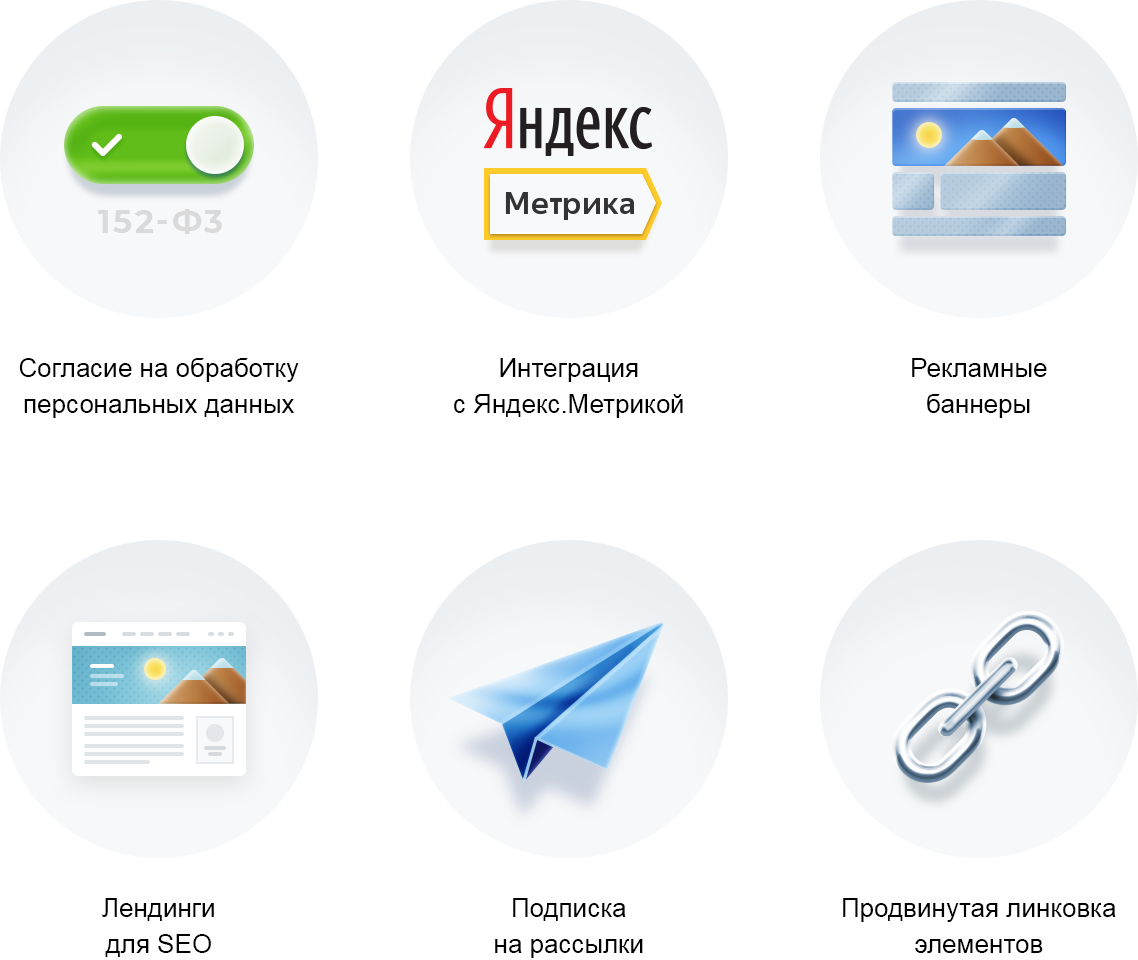 152-ФЗ
Согласие на обработку
персональных данных
Яндекс
Метрика
Интеграция
с Яндекс.Метрикой
Рекламные
баннеры
Лендинги
для SEO
Подписка
на рассылки
Продвинутая линковка
элементов